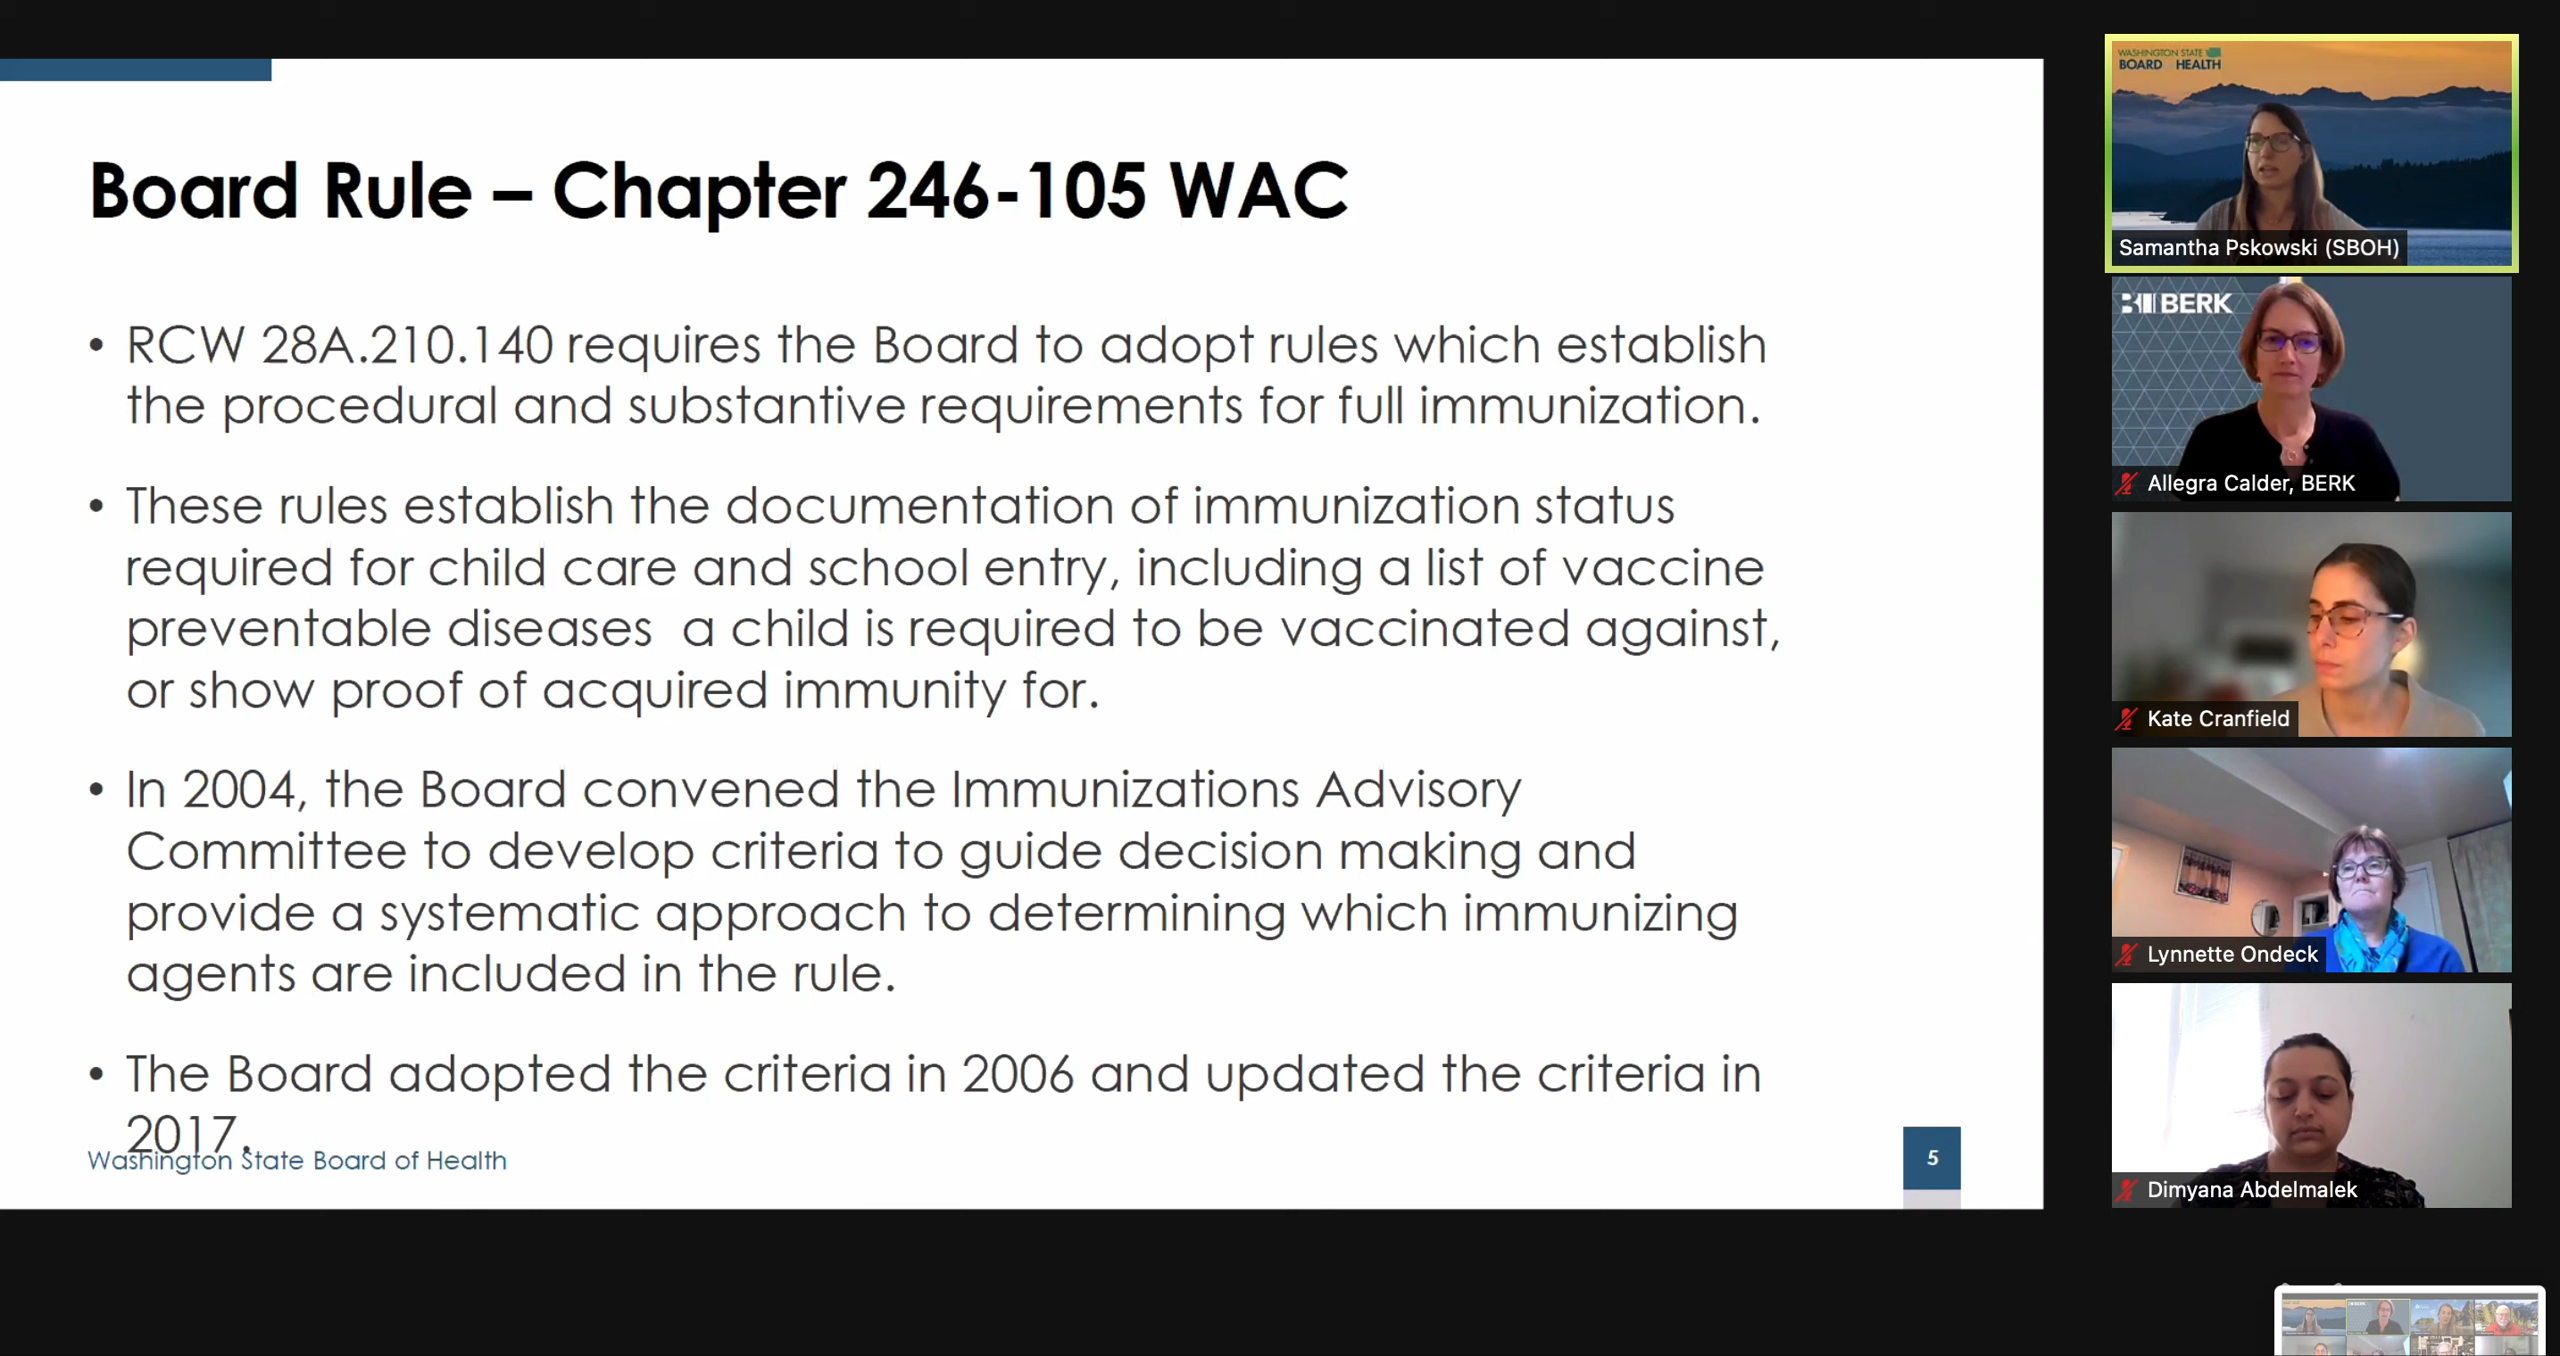 Board Rule – Chapter 246-105 WAC
• RCW 28A.210.140 requires the Board to adopt rules which establish
the procedural and substantive requirements for full immunization.
• These rules establish the documentation of immunization status
required for child care and school entry, including a list of vaccine
preventable diseases  a child is required to be vaccinated against,
or show proof of acquired immunity for.
• In 2004, the Board convened the Immunizations Advisory
Committee to develop criteria to guide decision making and
provide a systematic approach to determining which immunizing
agents are included in the rule.
• The Board adopted the criteria in 2006 and updated the criteria in
2017.
Washington State Board of Health
5
WASHINGTON STATE
BOARD HEALTH
Samantha Pskowski (SBOH)
BERK
Allegra Calder, BERK
Kate Cranfield
Lynnette Ondeck
Dimyana Abdelmalek